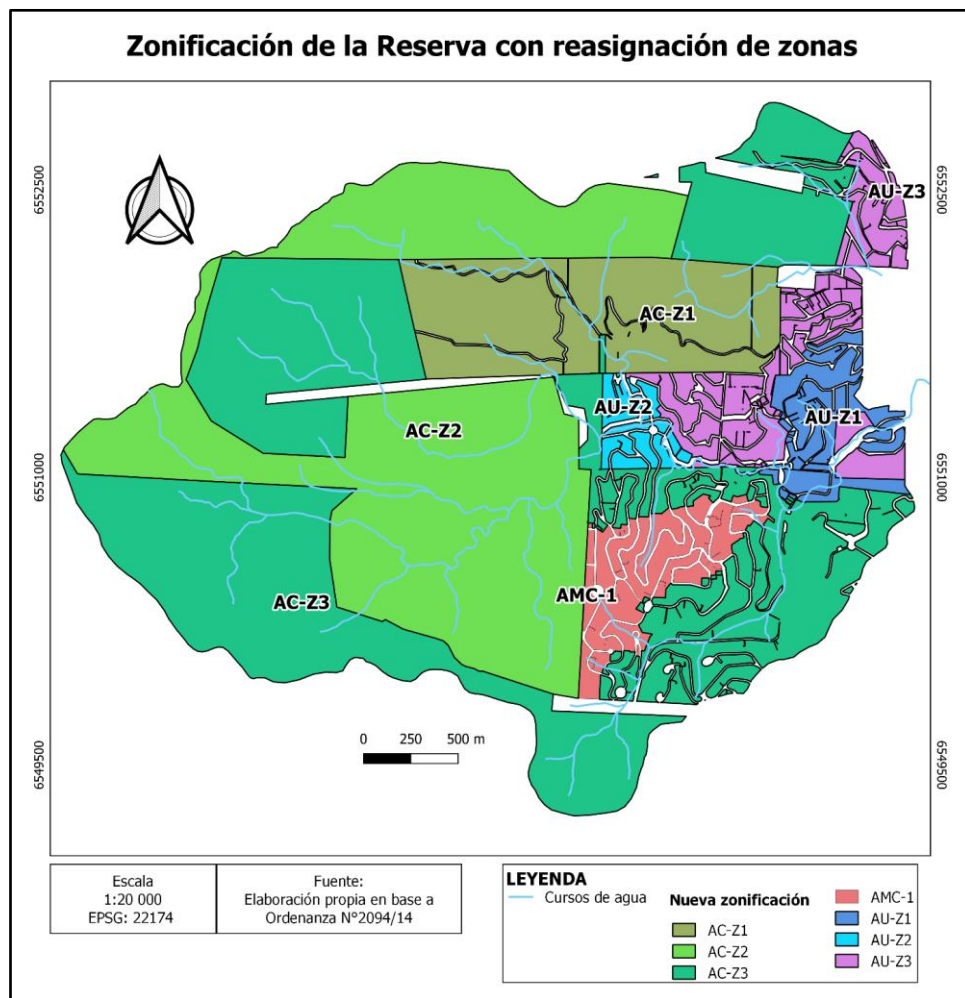 Zonificación de la Reserva con reasignación de zonas
6552500
6552500
AU-Z3
AC-Z1
AU-Z2
AU-Z1
AC-Z2
6551000
6551000
AC-Z3
AMC-1
0 250 500 m
6549500
6549500
Escala
1:20 000
EPSG: 22174
Fuente:
Elaboración propia en base a
Ordenanza N°2094/14
LEYENDA
Cursos de agua
Nueva zonificación
AC-Z1
AC-Z2
AC-Z3
AMC-1
AU-Z1
AU-Z2
AU-Z3